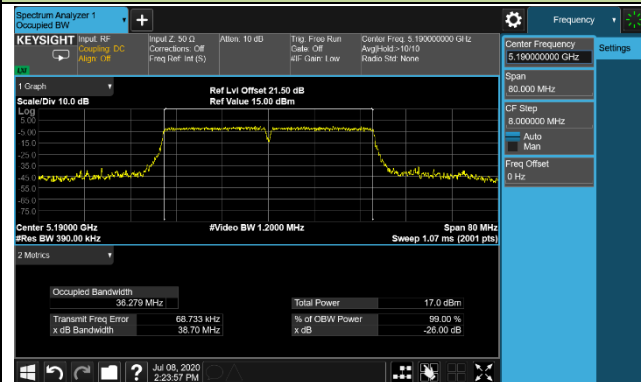 Spectrum Analyzer 1
Occupied BW
+
Frequency
KEYSIGHT
Input: RF
Coupling: DC
Align: Off
Input Z: 50 Ω
Corrections: Off
Freq Ref: Int (S)
Atten: 10 dB
Trig: Free Run
Gate: Off
#IF Gain: Low
Center Freq: 5.190000000 GHz
Avg|Hold:>10/10
Radio Std: None
Center Frequency
5.190000000 GHz
Settings
Span
80.000 MHz
CF Step
8.000000 MHz
Auto
Man
Freq Offset
0 Hz
1 Graph
Scale/Div 10.0 dB
Ref Lvl Offset 21.50 dB
Ref Value 15.00 dBm
Log
5.00
-5.00
-15.0
-25.0
-35.0
-45.0
-55.0
-65.0
-75.0
Center 5.19000 GHz
#Res BW 390.00 kHz
#Video BW 1.2000 MHz
Span 80 MHz
Sweep 1.07 ms (2001 pts)
2 Metrics
Occupied Bandwidth
36.279 MHz
Total Power 17.0 dBm
Transmit Freq Error 68.733 kHz
% of OBW Power 99.00 %
x dB Bandwidth 38.70 MHz
x dB -26.00 dB
?
Jul 08, 2020
2:23:57 PM